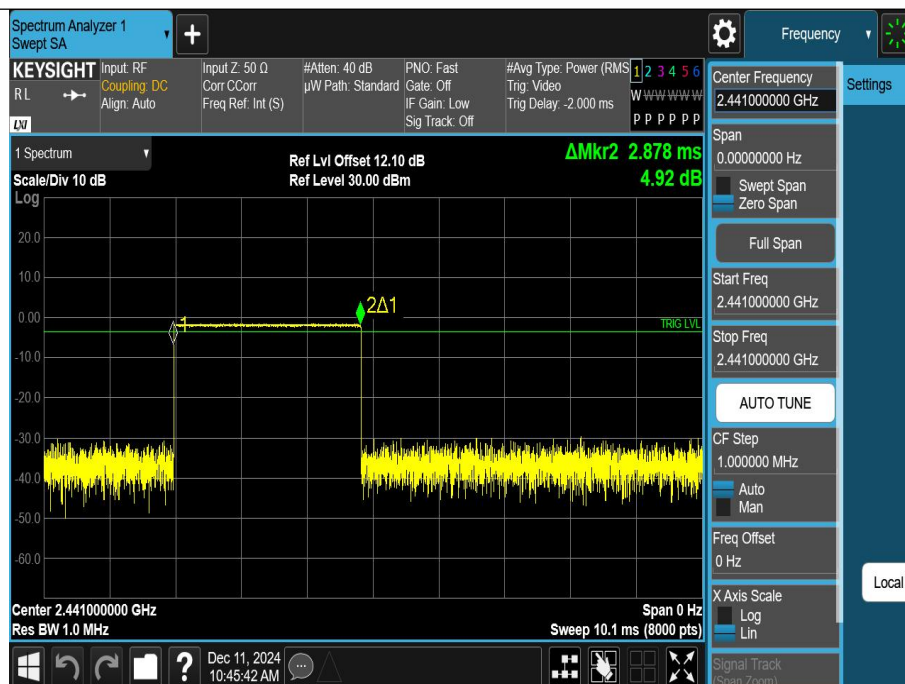 Spectrum Analyzer 1
Swept SA
+
Frequency
KEYSIGHT
RL
LXI
Input: RF
Coupling: DC
Align: Auto
Input Z: 50 Ω
Corr CCorr
Freq Ref: Int (S)
#Atten: 40 dB
µW Path: Standard
PNO: Fast
Gate: Off
IF Gain: Low
Sig Track: Off
#Avg Type: Power (RMS
Trig: Video
Trig Delay: -2.000 ms
1 2 3 4 5 6
W W W W W W
P P P P P P
1 Spectrum
Scale/Div 10 dB
Ref Lvl Offset 12.10 dB
Ref Level 30.00 dBm
ΔMkr2 2.878 ms
4.92 dB
Log
20.0
10.0
0.00
-10.0
-20.0
-30.0
-40.0
-50.0
-60.0
1
2Δ1
TRIG LVL
Center 2.441000000 GHz
Res BW 1.0 MHz
Span 0 Hz
Sweep 10.1 ms (8000 pts)
Center Frequency
2.441000000 GHz
Settings
Span
0.00000000 Hz
Swept Span
Zero Span
Full Span
Start Freq
2.441000000 GHz
Stop Freq
2.441000000 GHz
AUTO TUNE
CF Step
1.000000 MHz
Auto
Man
Freq Offset
0 Hz
X Axis Scale
Log
Lin
Signal Track
(Span Zoom)
Local
?
Dec 11, 2024
10:45:42 AM